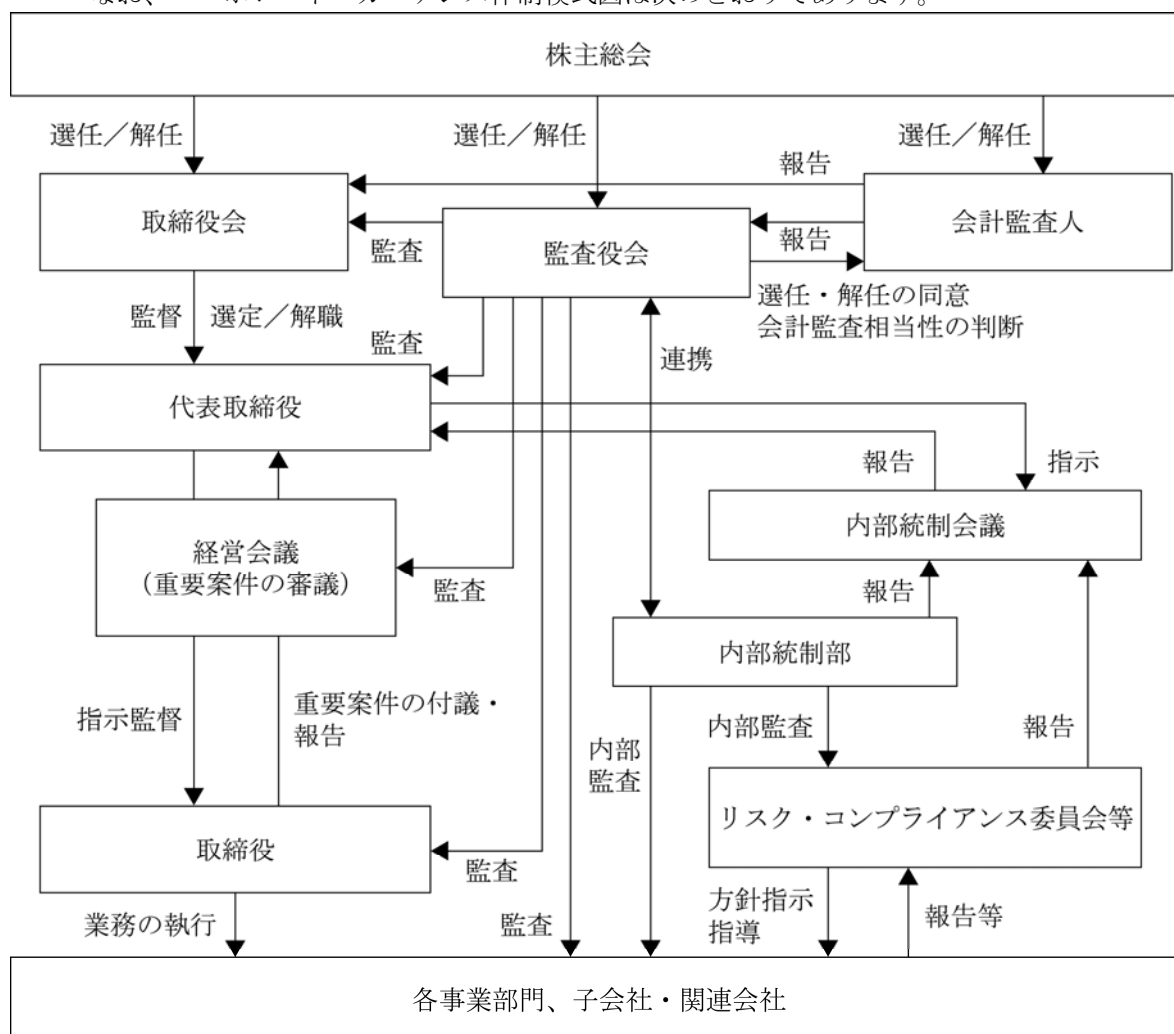 株主総会
選任／解任
選任／解任
選任／解任
報告
取締役会
監査役会
会計監査人
監査
報告
選任・解任の同意
会計監査相当性の判断
監督
選定／解職
監査
連携
代表取締役
報告
指示
内部統制会議
経営会議
（重要案件の審議）
監査
報告
内部統制部
指示監督
重要案件の付議・
報告
内部
監査
内部監査
報告
リスク・コンプライアンス委員会等
取締役
監査
業務の執行
監査
方針指示
指導
報告等
各事業部門、子会社・関連会社